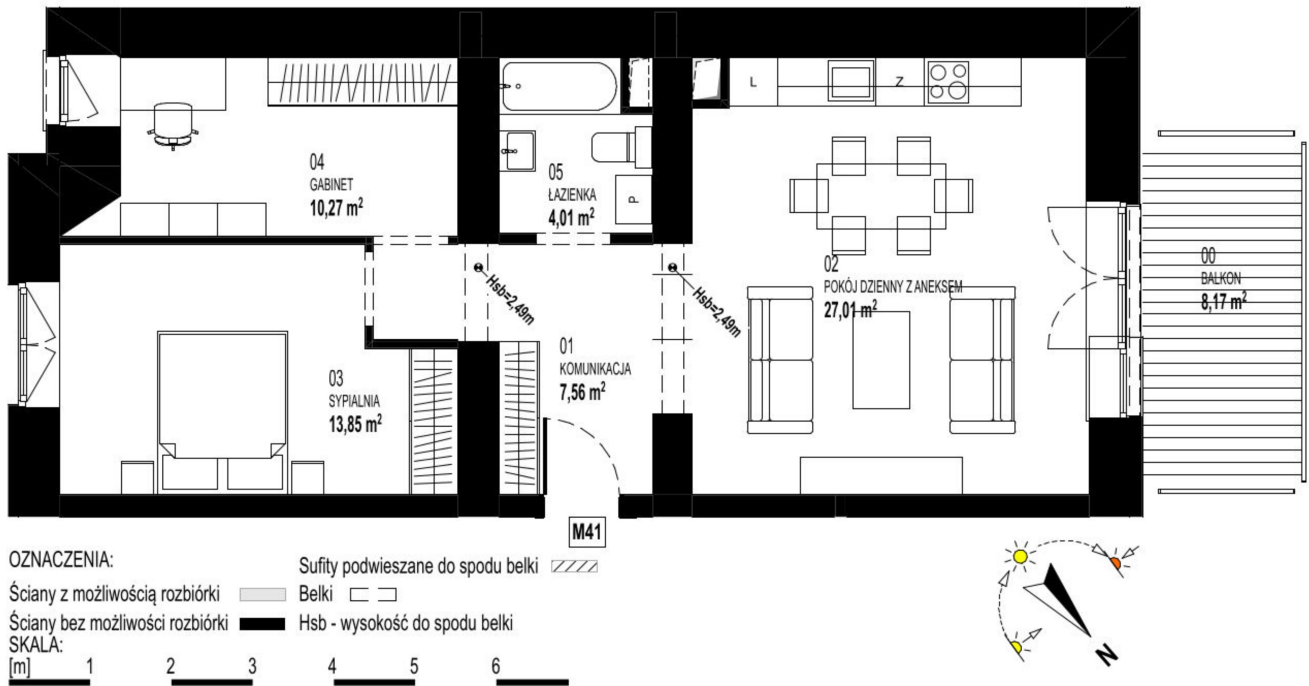 04
GABINET
10,27 m²
05
ŁAZIENKA
4,01 m²
P
L
Z
02
POKÓJ DZIENNY Z ANEKSEM
27,01 m²
00
BALKON
8,17 m²
Hsb=2,49m
Hsb=2,49m
03
SYPIALNIA
13,85 m²
01
KOMUNIKACJA
7,56 m²
M41
OZNACZENIA:
Sufity podwieszane do spodu belki
Ściany z możliwością rozbiórki
Belki
Ściany bez możliwości rozbiórki
Hsb - wysokość do spodu belki
SKALA:
[m] 1 2 3 4 5 6
N